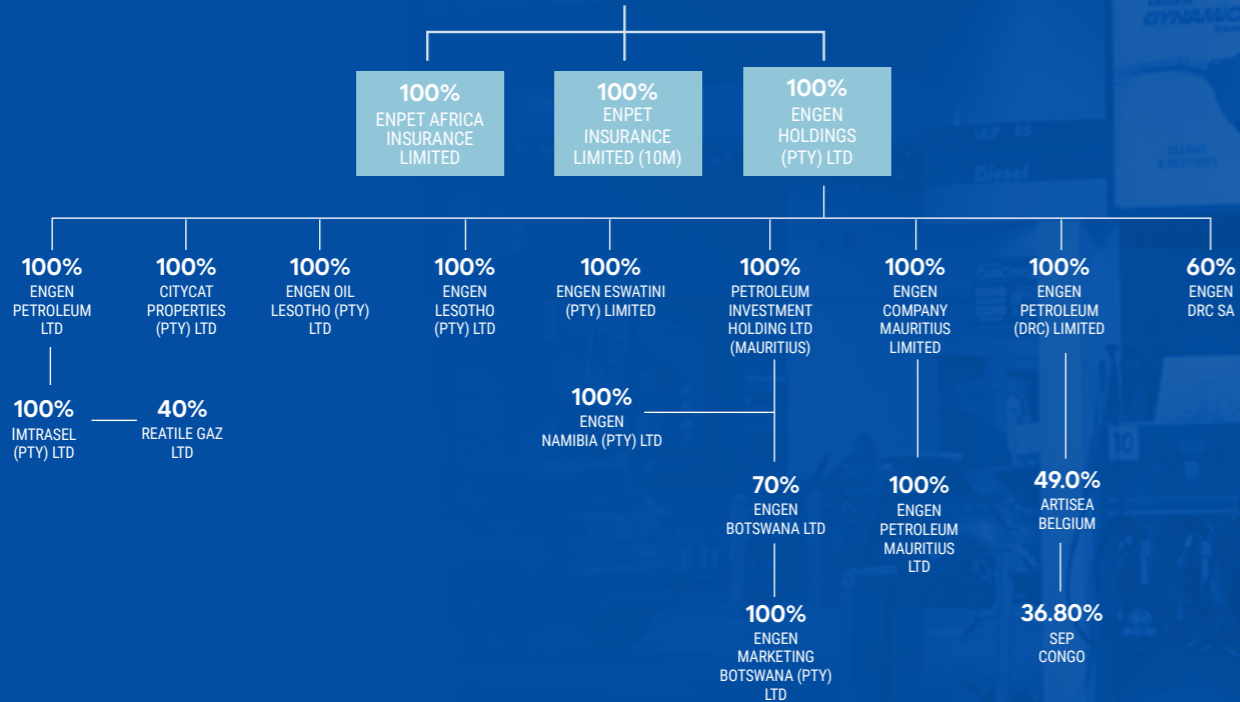 DYNAMIC
ULP 95
Diesel
100%
ENPET AFRICA
INSURANCE
LIMITED
100%
ENPET
INSURANCE
LIMITED (10M)
100%
ENGEN
HOLDINGS
(PTY) LTD
100%
ENGEN
PETROLEUM
LTD
100%
CITYCAT
PROPERTIES
(PTY) LTD
100%
ENGEN OIL
LESOTHO (PTY)
LTD
100%
ENGEN
LESOTHO
(PTY) LTD
100%
ENGEN ESWATINI
(PTY) LIMITED
100%
PETROLEUM
INVESTMENT
HOLDING LTD
(MAURITIUS)
100%
ENGEN
COMPANY
MAURITIUS
LIMITED
100%
ENGEN
PETROLEUM
(DRC) LIMITED
60%
ENGEN
DRC SA
100%
IMTRASEL
(PTY) LTD
40%
REATILE GAZ
LTD
100%
ENGEN
NAMIBIA (PTY) LTD
70%
ENGEN
BOTSWANA LTD
100%
ENGEN
PETROLEUM
MAURITIUS
LTD
49.0%
ARTISEA
BELGIUM
10
100%
ENGEN
MARKETING
BOTSWANA (PTY)
LTD
36.80%
SEP
CONGO